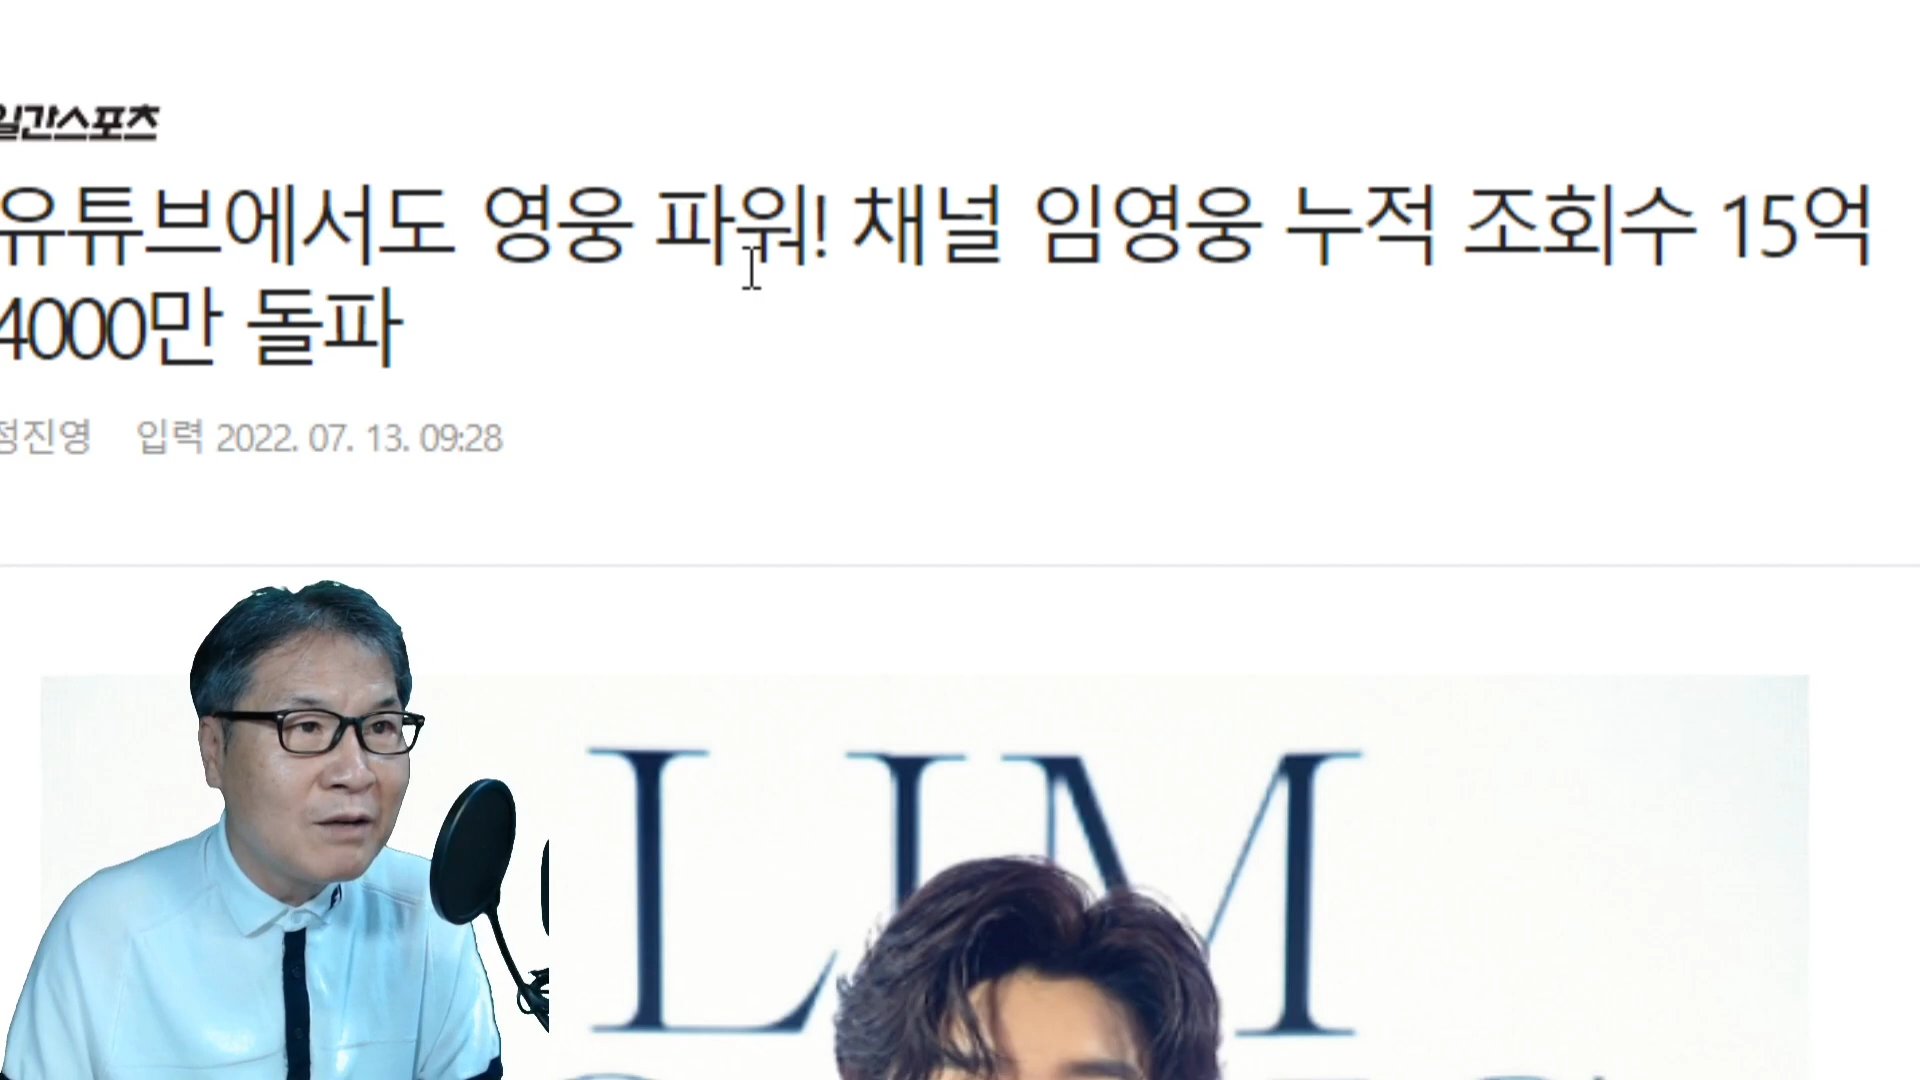 일간스포츠
유튜브에서도 영웅 파워! 채널 임영웅 누적 조회수 15억
4000만 돌파
정진영 입력 2022. 07. 13. 09:28
LIM